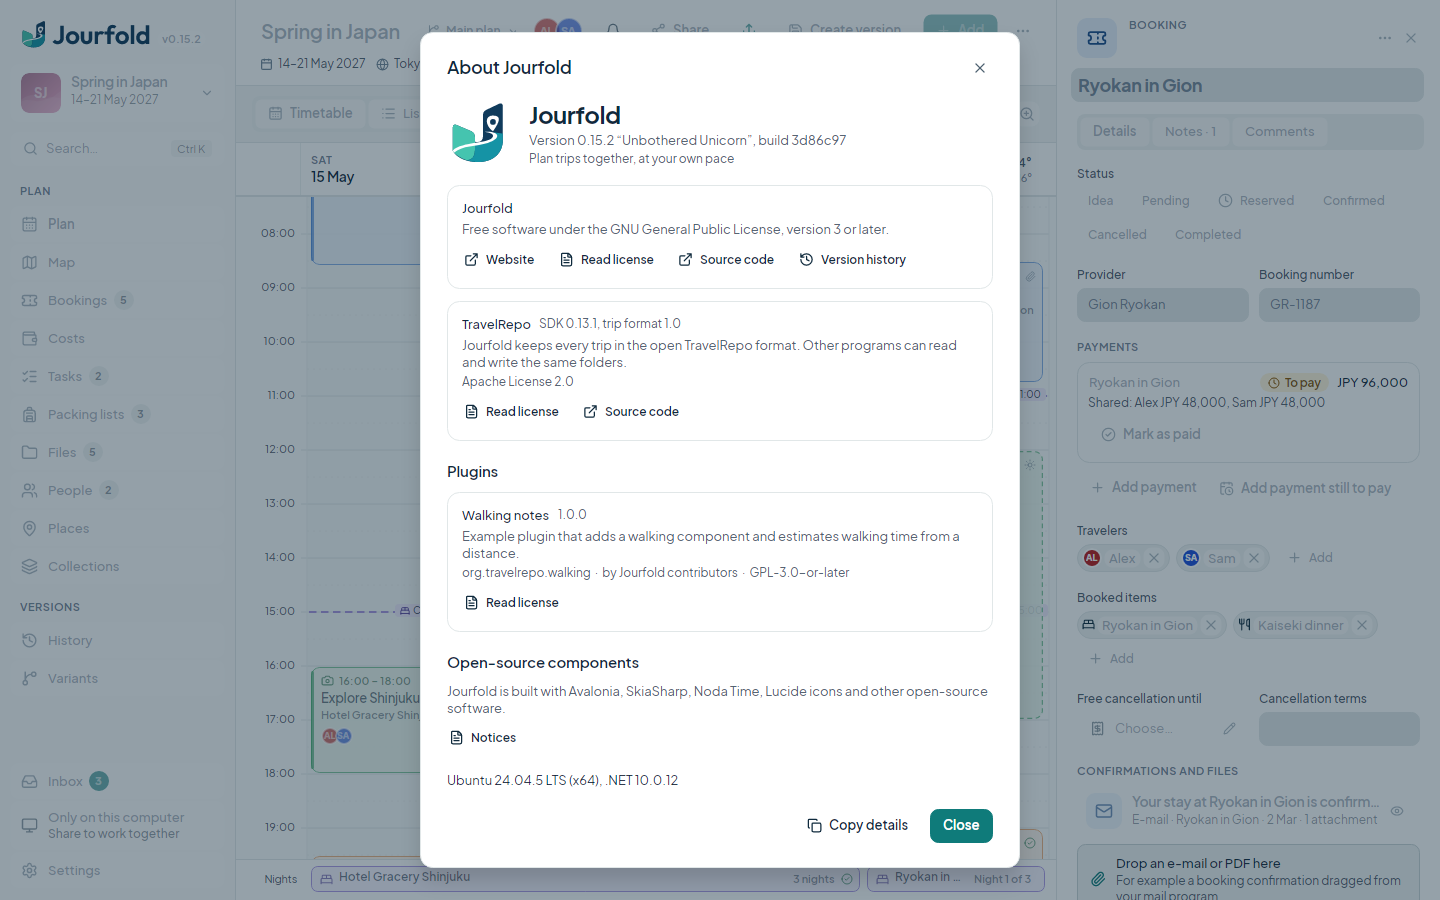 Jourfold v0.15.2
SJ
Spring in Japan
14–21 May 2027
Search...
Ctrl K
PLAN
Plan
Map
Bookings 5
Costs
Tasks 2
Packing lists 3
Files 5
People 2
Places
Collections
VERSIONS
History
Variants
Inbox 3
Only on this computer
Share to work together
Settings
Spring in Japan
Main plan
AL SA
Share
Create version
Add
14–21 May 2027
Timetable
SAT
15 May
08:00
09:00
10:00
11:00
12:00
13:00
14:00
15:00
16:00
17:00
18:00
19:00
16:00 – 18:00
Explore Shinjuku
AL SA
Nights
Hotel Gracery Shinjuku
3 nights
Ryokan in ...
Night 1 of 3
About Jourfold
Jourfold
Version 0.15.2 “Unbothered Unicorn”, build 3d86c97
Plan trips together, at your own pace
Jourfold
Free software under the GNU General Public License, version 3 or later.
Website
Read license
Source code
Version history
TravelRepo SDK 0.13.1, trip format 1.0
Jourfold keeps every trip in the open TravelRepo format. Other programs can read
and write the same folders.
Apache License 2.0
Read license
Source code
Plugins
Walking notes 1.0.0
Example plugin that adds a walking component and estimates walking time from a
distance.
org.travelrepo.walking · by Jourfold contributors · GPL-3.0-or-later
Read license
Open-source components
Jourfold is built with Avalonia, SkiaSharp, Noda Time, Lucide icons and other open-source
software.
Notices
Ubuntu 24.04.5 LTS (x64), .NET 10.0.12
Copy details
Close
BOOKING
Ryokan in Gion
Details
Notes · 1
Comments
Status
Idea
Pending
Reserved
Confirmed
Cancelled
Completed
Provider
Booking number
Gion Ryokan
GR-1187
PAYMENTS
Ryokan in Gion
To pay
JPY 96,000
Shared: Alex JPY 48,000, Sam JPY 48,000
Mark as paid
Add payment
Add payment still to pay
Travelers
AL Alex
SA Sam
Add
Booked items
Ryokan in Gion
Kaiseki dinner
Add
Free cancellation until
Cancellation terms
Choose...
CONFIRMATIONS AND FILES
Your stay at Ryokan in Gion is confirm...
E-mail · Ryokan in Gion · 2 Mar · 1 attachment
Drop an e-mail or PDF here
For example a booking confirmation dragged from
your mail program.